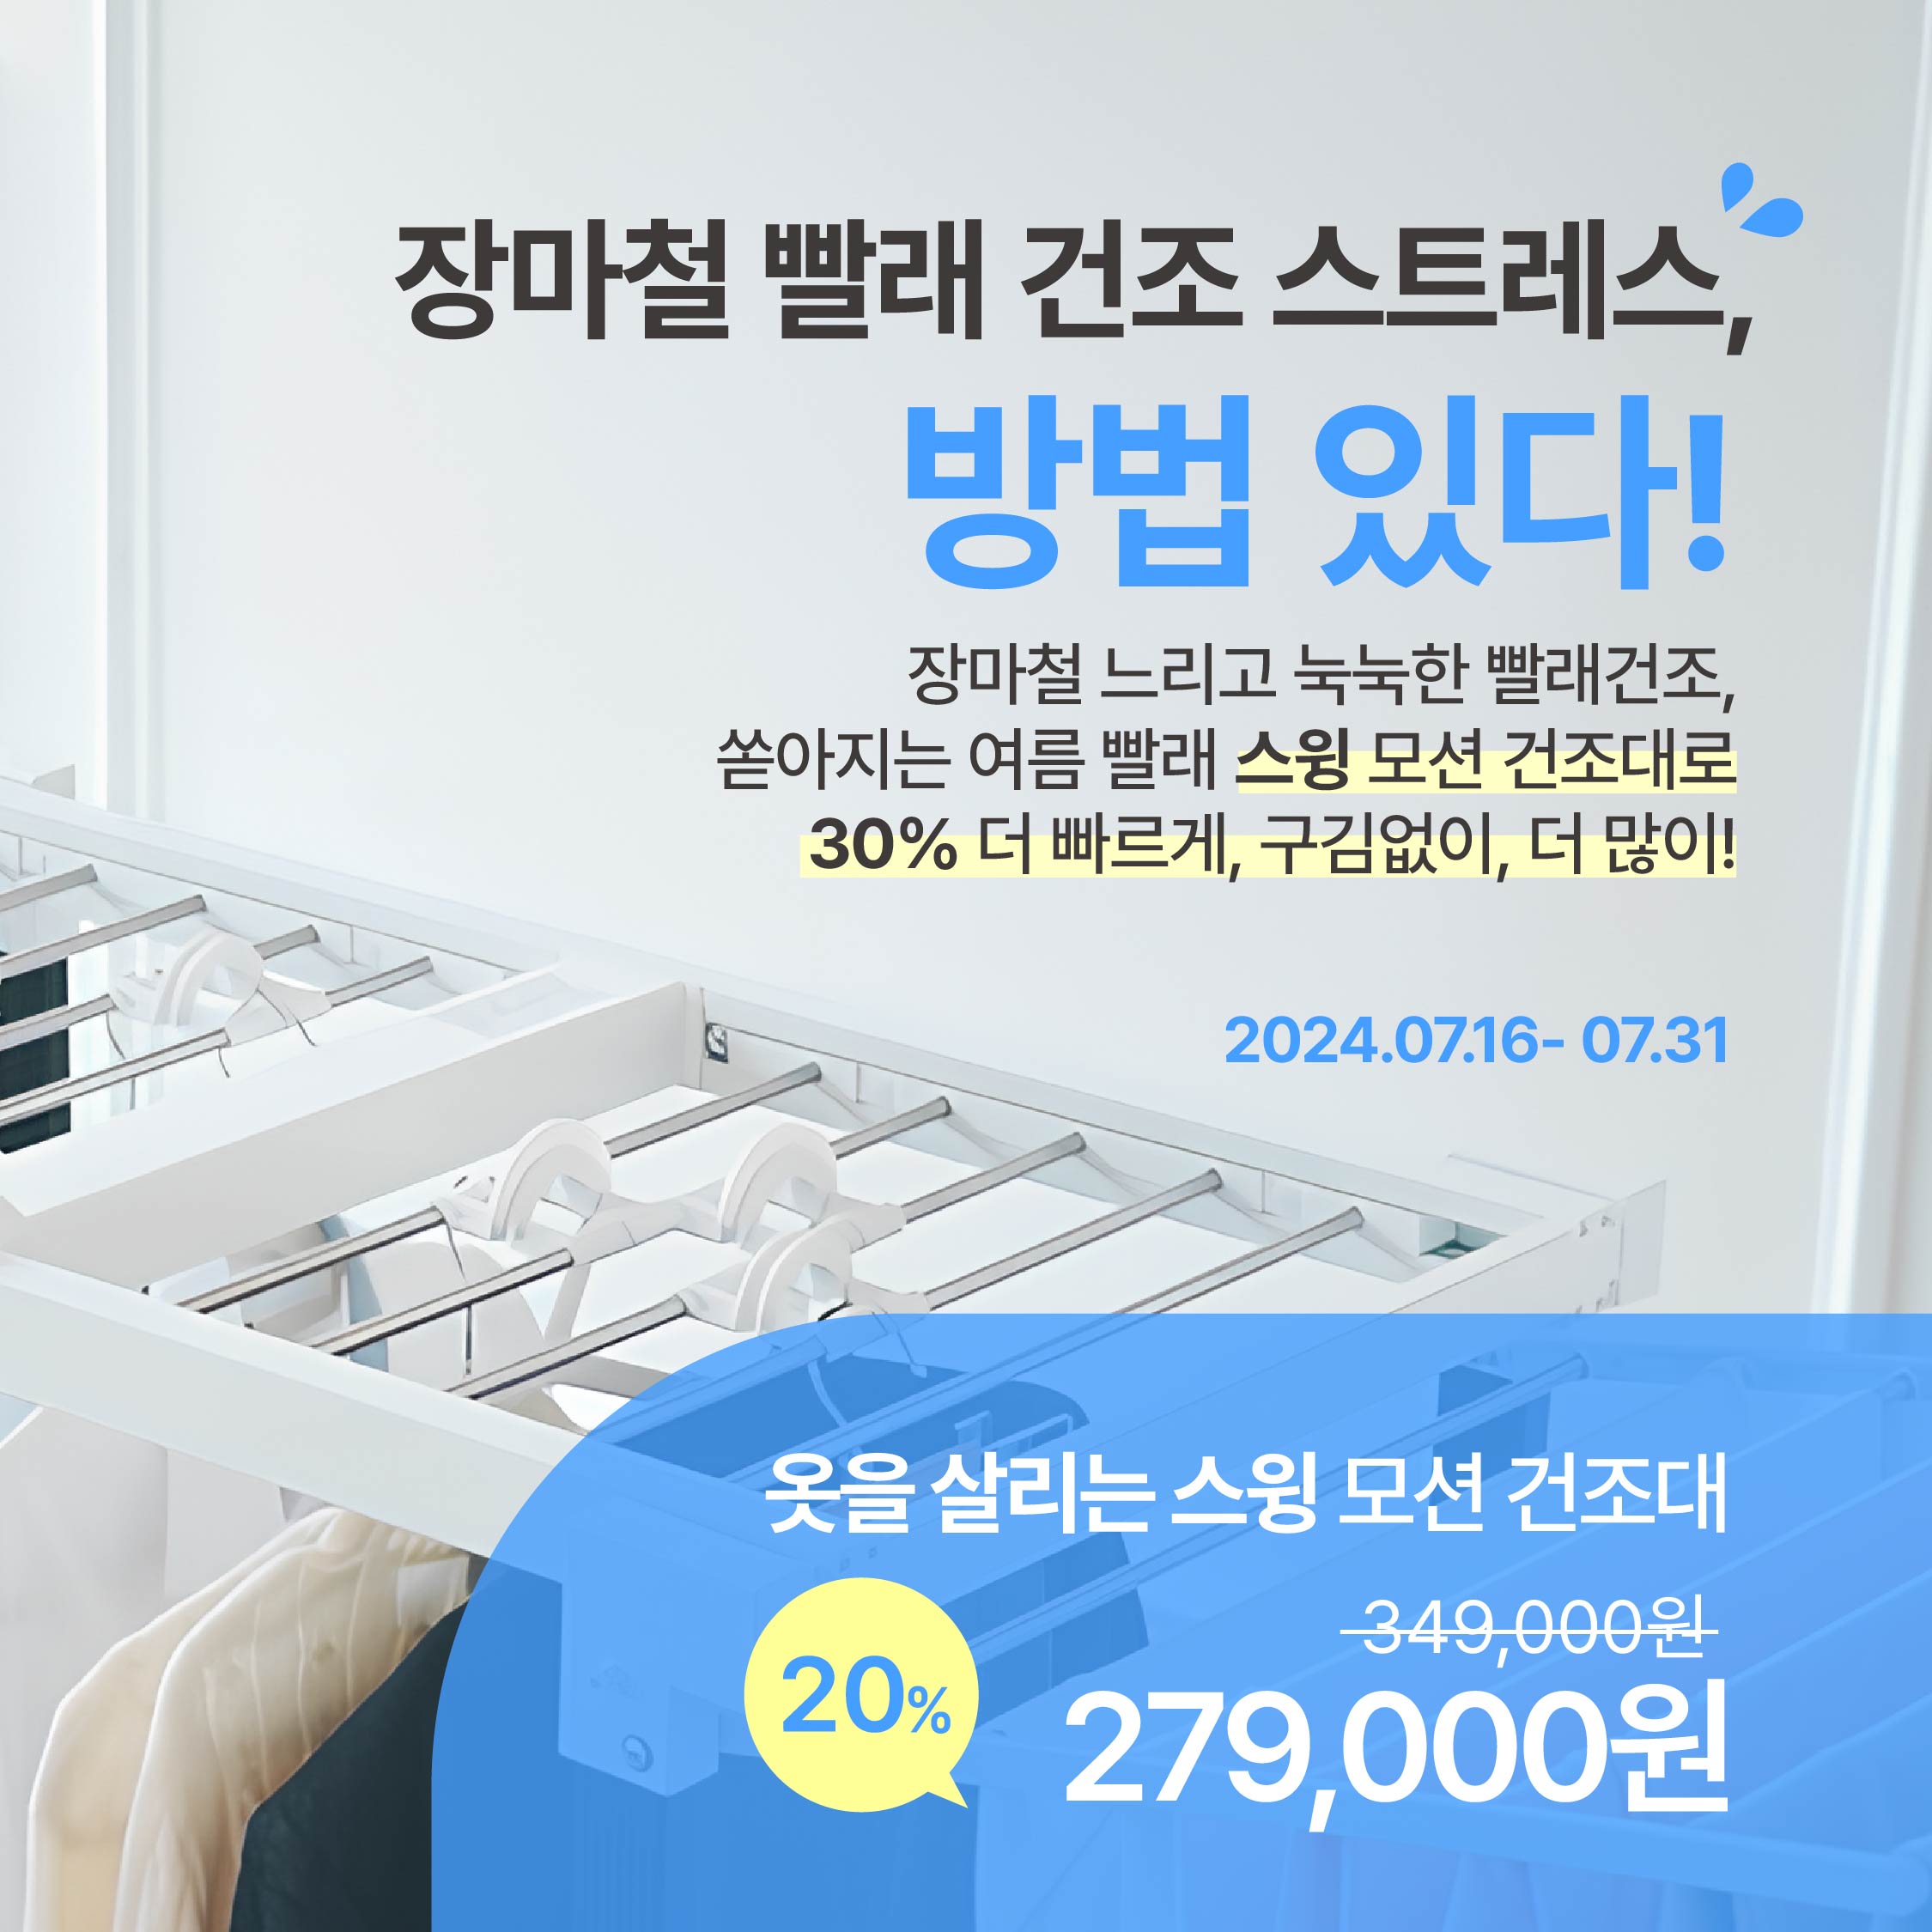 장마철 빨래 건조 스트레스,
방법 있다!
장마철 느리고 눅눅한 빨래건조,
쏟아지는 여름 빨래 스윙 모션 건조대로
30% 더 빠르게, 구김없이, 더 많이!
2024.07.16- 07.31
옷을 살리는 스윙 모션 건조대
349,000원
20%
279,000원